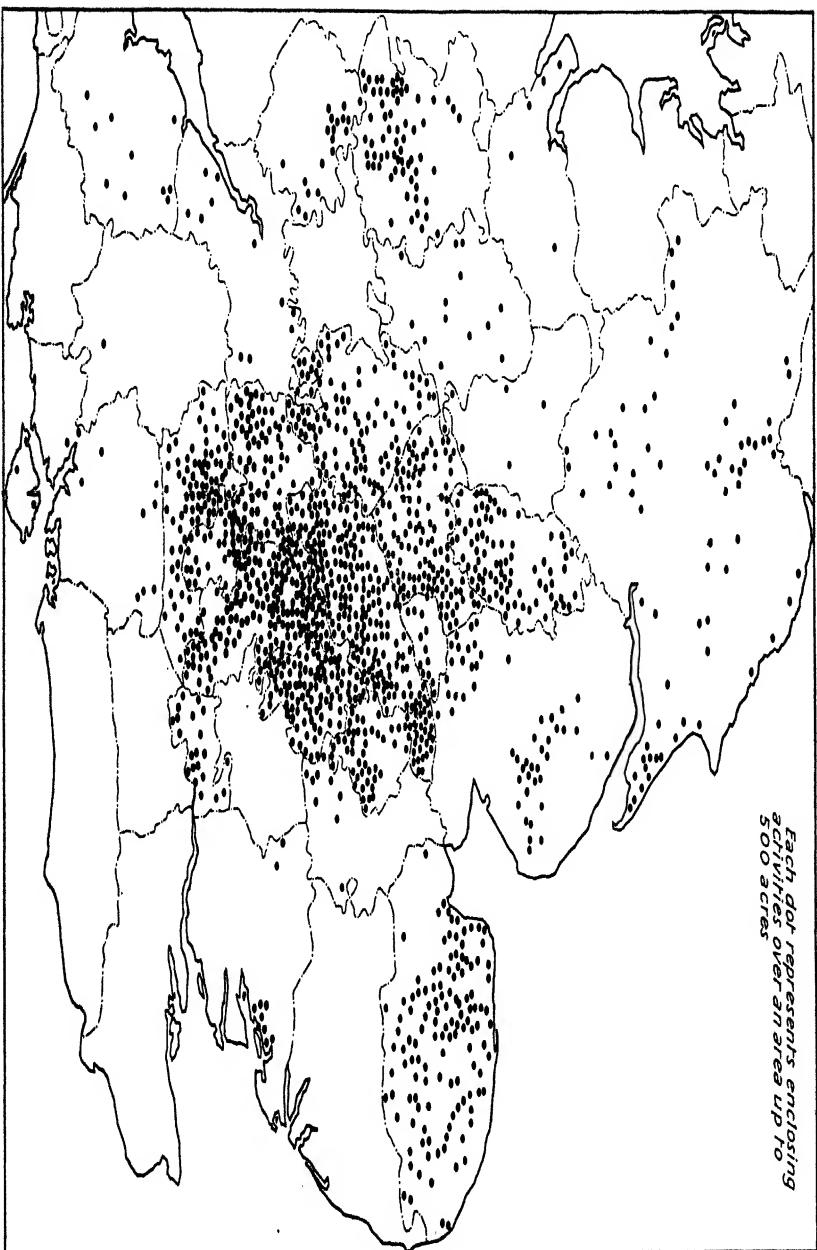 Each dot represents enclosing
activities over an area up to
500 acres